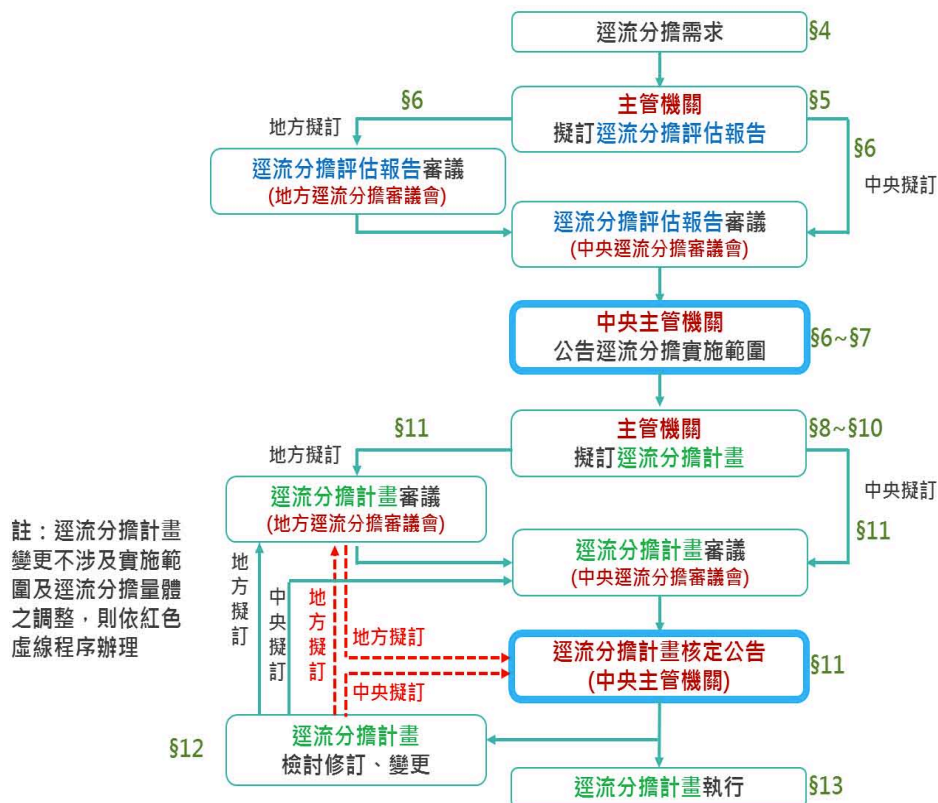 逕流分擔需求
§4
主管機關
擬訂逕流分擔評估報告
§5
§6
地方擬訂
§6
中央擬訂
逕流分擔評估報告審議
(地方逕流分擔審議會)
逕流分擔評估報告審議
(中央逕流分擔審議會)
中央主管機關
公告逕流分擔實施範圍
§6~§7
主管機關
擬訂逕流分擔計畫
§8~§10
§11
地方擬訂
中央擬訂
§11
逕流分擔計畫審議
(地方逕流分擔審議會)
逕流分擔計畫審議
(中央逕流分擔審議會)
註：逕流分擔計畫
變更不涉及實施範
圍及逕流分擔量體
之調整，則依紅色
虛線程序辦理
地方擬訂
中央擬訂
地方擬訂
地方擬訂
中央擬訂
逕流分擔計畫核定公告
(中央主管機關)
§11
§12
逕流分擔計畫
檢討修訂、變更
逕流分擔計畫執行
§13